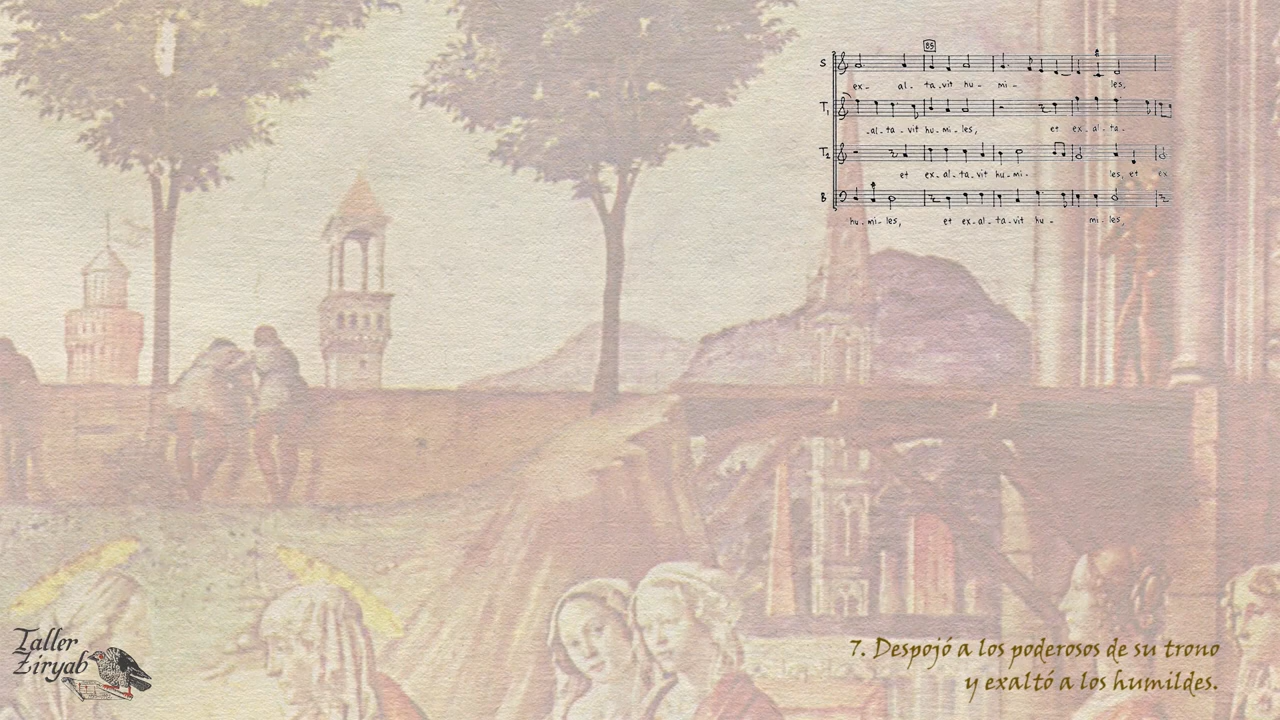 85
S
ex- al- ta-vit hu- mi- les,
T1
-al-ta-vit hu-mi-les, et ex-al-ta-
T2
et ex-al-ta-vit hu-mi- les, et ex
B
hu-mi-les, et ex-al-ta-vit hu- mi-les,
7. Despojó a los poderosos de su trono
y exaltó a los humildes.
Taller
Ziryab